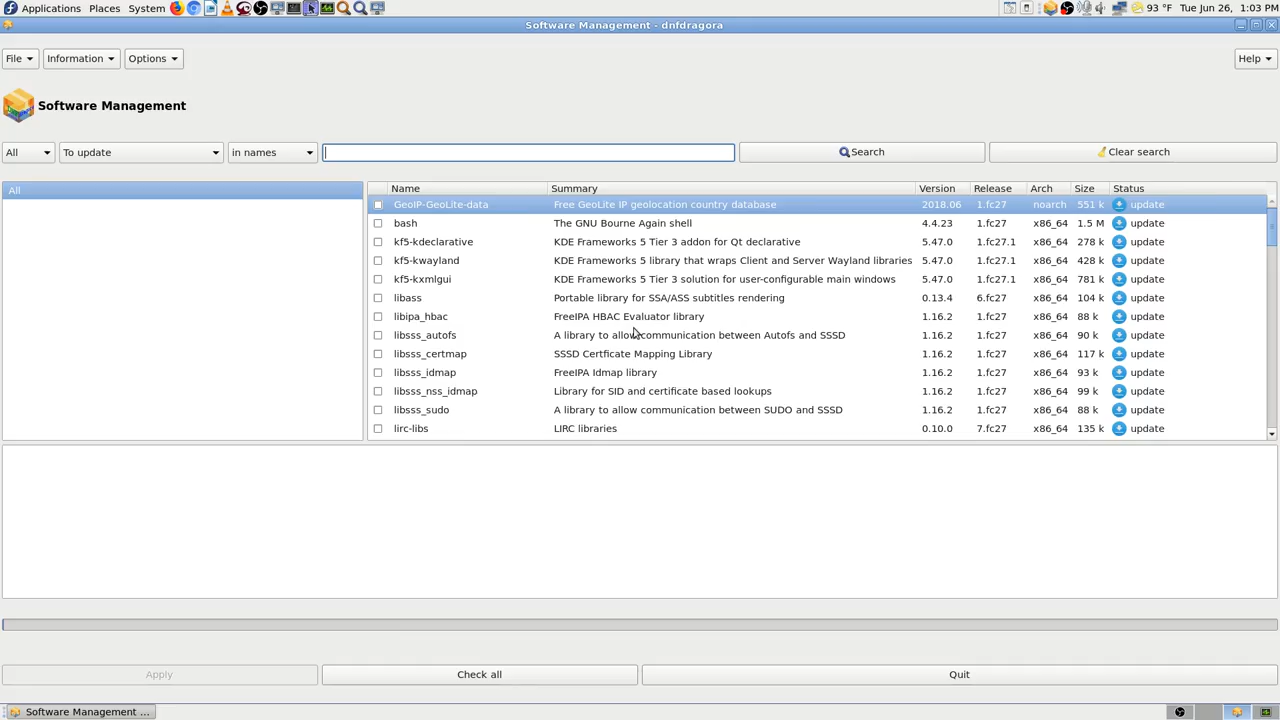 Applications Places System 93 °F Tue Jun 26, 1:03 PM
Software Management - dnfdragora
File Information Options Help
Software Management
All To update in names Search Clear search
All
Name Summary Version Release Arch Size Status
GeoIP-GeoLite-data Free GeoLite IP geolocation country database 2018.06 1.fc27 noarch 551 k update
bash The GNU Bourne Again shell 4.4.23 1.fc27 x86_64 1.5 M update
kf5-kdeclarative KDE Frameworks 5 Tier 3 addon for Qt declarative 5.47.0 1.fc27.1 x86_64 278 k update
kf5-kwayland KDE Frameworks 5 library that wraps Client and Server Wayland libraries 5.47.0 1.fc27.1 x86_64 428 k update
kf5-kxmlgui KDE Frameworks 5 Tier 3 solution for user-configurable main windows 5.47.0 1.fc27.1 x86_64 781 k update
libass Portable library for SSA/ASS subtitles rendering 0.13.4 6.fc27 x86_64 104 k update
libipa_hbac FreeIPA HBAC Evaluator library 1.16.2 1.fc27 x86_64 88 k update
libsss_autofs A library to allow communication between Autofs and SSSD 1.16.2 1.fc27 x86_64 90 k update
libsss_certmap SSSD Certficate Mapping Library 1.16.2 1.fc27 x86_64 117 k update
libsss_idmap FreeIPA Idmap library 1.16.2 1.fc27 x86_64 93 k update
libsss_nss_idmap Library for SID and certificate based lookups 1.16.2 1.fc27 x86_64 99 k update
libsss_sudo A library to allow communication between SUDO and SSSD 1.16.2 1.fc27 x86_64 88 k update
lirc-libs LIRC libraries 0.10.0 7.fc27 x86_64 135 k update
Apply Check all Quit
Software Management ...